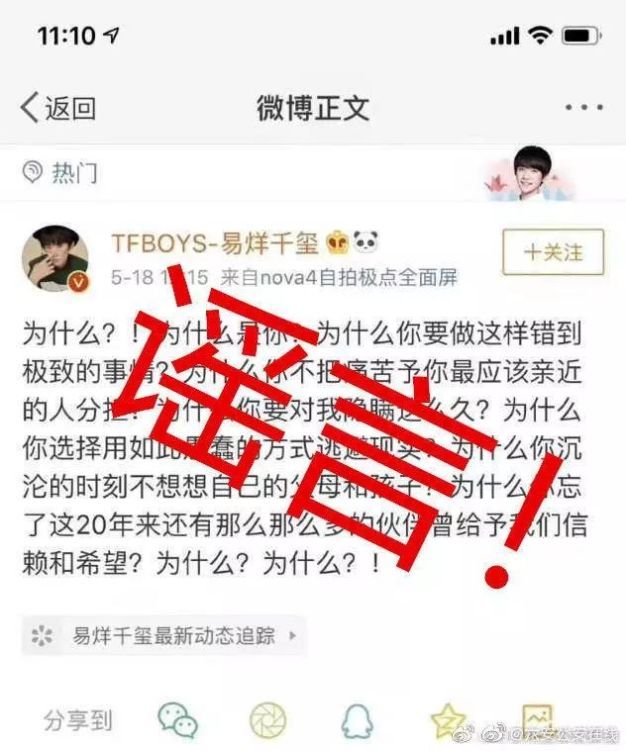 11:10
返回
微博正文
热门
TFBOYS-易烊千玺
+关注
5-18 1 15 来自nova4自拍极点全面屏
为什么?!为什么是你?为什么你要做这样错到
极致的事情?为什么你不把痛苦予你最应该亲近
的人分担?为什么你要对我隐瞒这么久?为什么
你选择用如此愚蠢的方式逃避现实?为什么你沉
沦的时刻不想想自己的父母和孩子!为什么你忘
了这20年来还有那么那么多的伙伴曾给予我们信
赖和希望?为什么?为什么?!
谣言!
易烊千玺最新动态追踪
分享到
公安在线